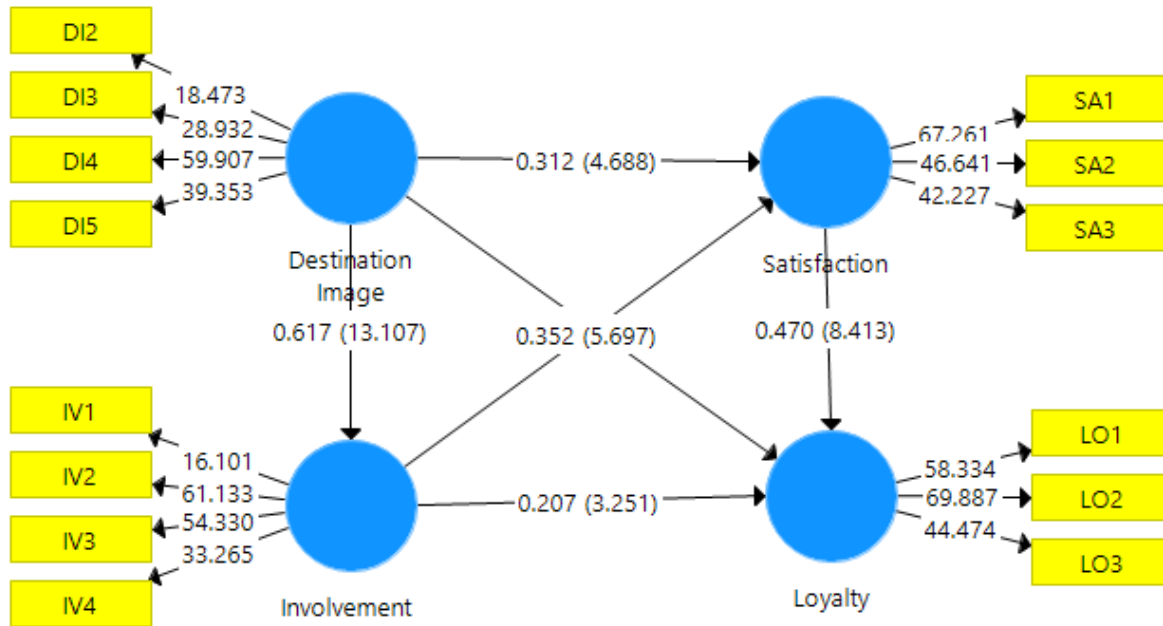 DI2
DI3
DI4
DI5
18.473
28.932
59.907
39.353
Destination
Image
0.312 (4.688)
Satisfaction
67.261
46.641
42.227
SA1
SA2
SA3
0.617 (13.107)
0.352 (5.697)
0.470 (8.413)
IV1
IV2
IV3
IV4
16.101
61.133
54.330
33.265
Involvement
0.207 (3.251)
Loyalty
58.334
69.887
44.474
LO1
LO2
LO3